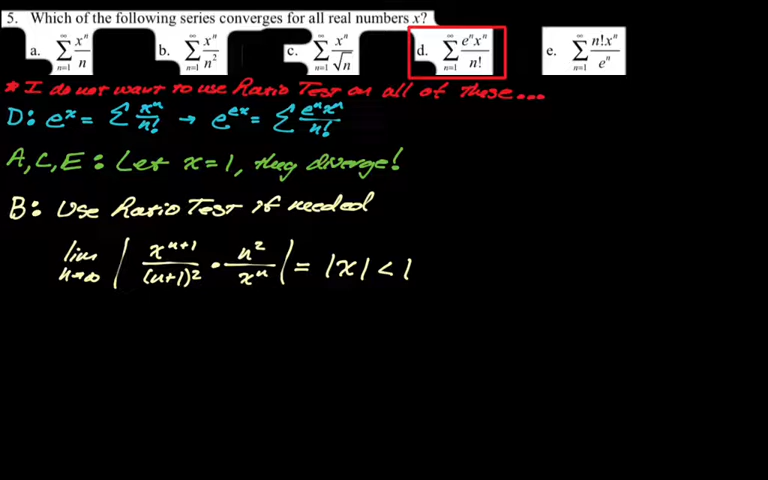 5. Which of the following series converges for all real numbers x?
a. ∑_{n=1}^{∞} x^n/n b. ∑_{n=1}^{∞} x^n/n^2 c. ∑_{n=1}^{∞} x^n/√n d. ∑_{n=1}^{∞} e^n x^n/n! e. ∑_{n=1}^{∞} n!x^n/e^n
* I do not want to use Ratio Test on all of these...
D: e^x = Σ x^n/n! → e^{ex} = Σ e^n x^n/n!
A, C, E: Let x=1, they diverge!
B: Use Ratio Test if needed
lim_{n→∞} | x^{n+1}/(n+1)^2 · n^2/x^n | = |x| < 1